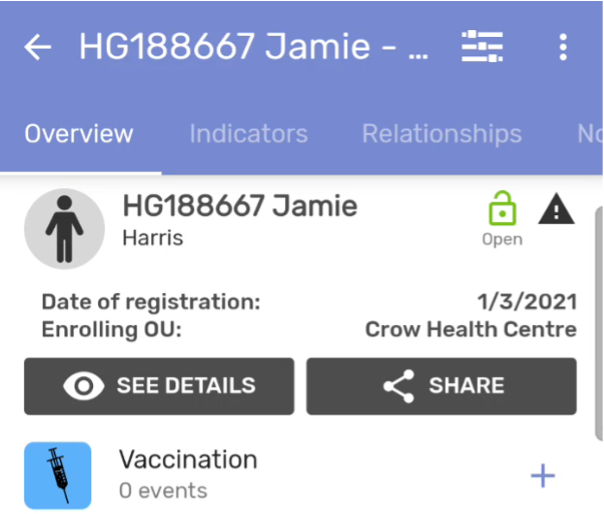 HG188667 Jamie - ...
Overview Indicators Relationships
HG188667 Jamie
Harris
Open
Date of registration: 1/3/2021
Enrolling OU: Crow Health Centre
SEE DETAILS SHARE
Vaccination
0 events